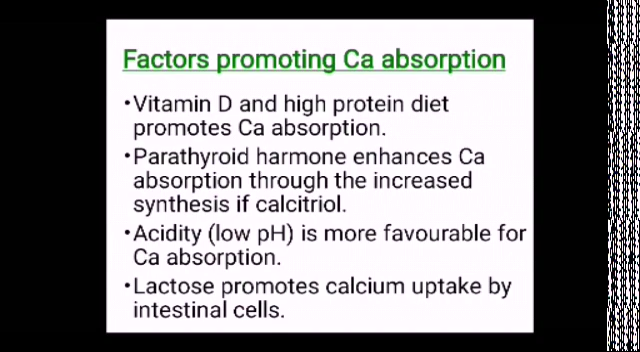 Factors promoting Ca absorption
•Vitamin D and high protein diet
promotes Ca absorption.
•Parathyroid harmone enhances Ca
absorption through the increased
synthesis if calcitriol.
•Acidity (low pH) is more favourable for
Ca absorption.
•Lactose promotes calcium uptake by
intestinal cells.